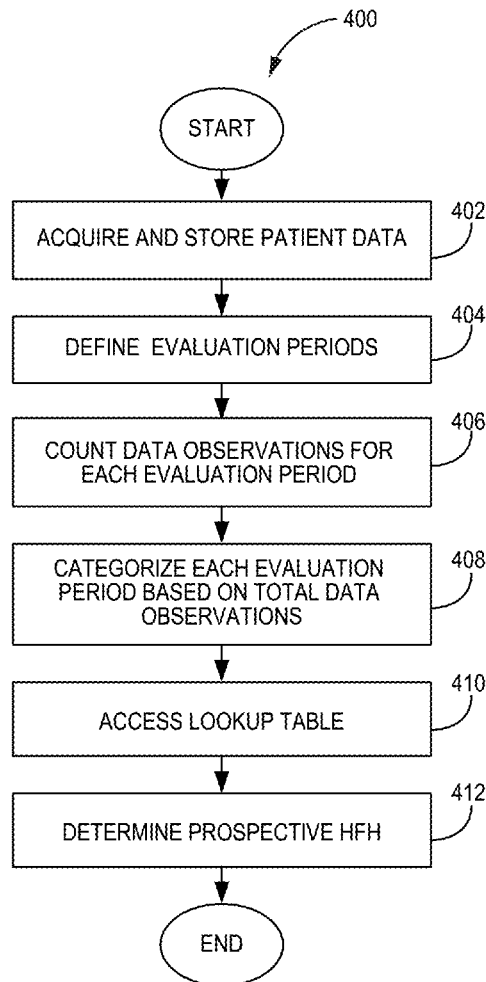 400
START
402
ACQUIRE AND STORE PATIENT DATA
404
DEFINE EVALUATION PERIODS
406
COUNT DATA OBSERVATIONS FOR
EACH EVALUATION PERIOD
408
CATEGORIZE EACH EVALUATION
PERIOD BASED ON TOTAL DATA
OBSERVATIONS
410
ACCESS LOOKUP TABLE
412
DETERMINE PROSPECTIVE HFH
END